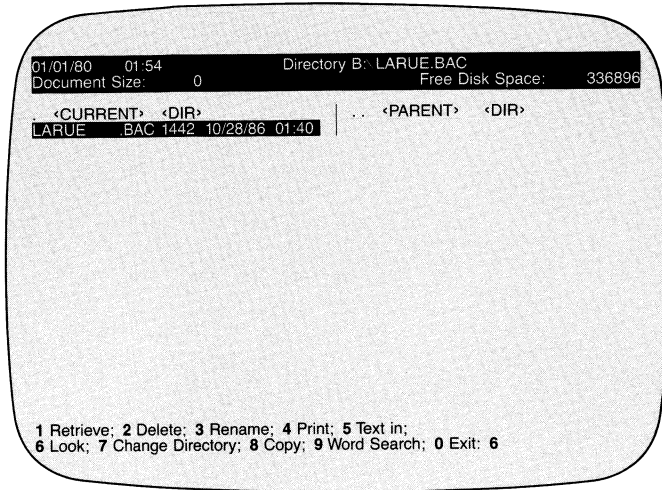 01/01/80 01:54 Directory B:\ LARUE.BAC
Document Size: 0 Free Disk Space: 336896
. <CURRENT> <DIR> .. <PARENT> <DIR>
LARUE .BAC 1442 10/28/86 01:40
1 Retrieve; 2 Delete; 3 Rename; 4 Print; 5 Text in;
6 Look; 7 Change Directory; 8 Copy; 9 Word Search; 0 Exit: 6